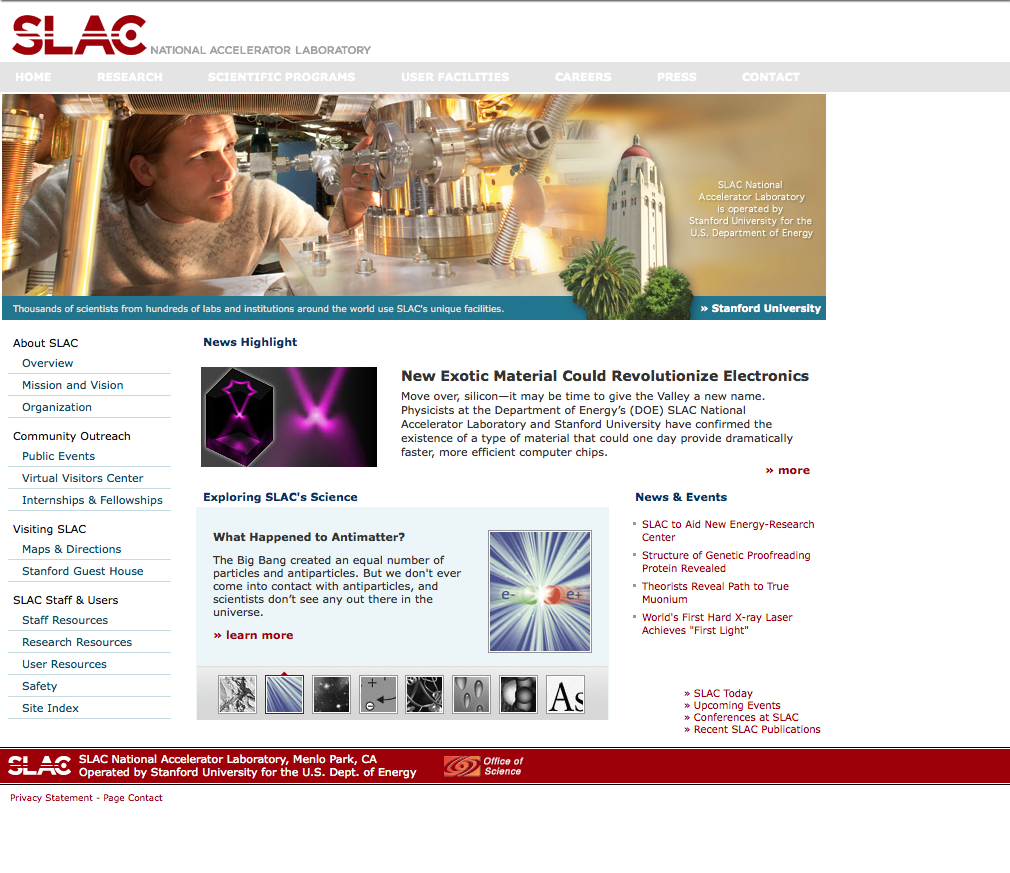 SLAC NATIONAL ACCELERATOR LABORATORY
HOME RESEARCH SCIENTIFIC PROGRAMS USER FACILITIES CAREERS PRESS CONTACT
SLAC National
Accelerator Laboratory
is operated by
Stanford University for the
U.S. Department of Energy
Thousands of scientists from hundreds of labs and institutions around the world use SLAC's unique facilities.
» Stanford University
About SLAC
Overview
Mission and Vision
Organization
Community Outreach
Public Events
Virtual Visitors Center
Internships & Fellowships
Visiting SLAC
Maps & Directions
Stanford Guest House
SLAC Staff & Users
Staff Resources
Research Resources
User Resources
Safety
Site Index
News Highlight
New Exotic Material Could Revolutionize Electronics
Move over, silicon—it may be time to give the Valley a new name.
Physicists at the Department of Energy’s (DOE) SLAC National
Accelerator Laboratory and Stanford University have confirmed the
existence of a type of material that could one day provide dramatically
faster, more efficient computer chips.
» more
Exploring SLAC's Science
What Happened to Antimatter?
The Big Bang created an equal number of
particles and antiparticles. But we don't ever
come into contact with antiparticles, and
scientists don’t see any out there in the
universe.
» learn more
e- e+
As
News & Events
SLAC to Aid New Energy-Research
Center
Structure of Genetic Proofreading
Protein Revealed
Theorists Reveal Path to True
Muonium
World's First Hard X-ray Laser
Achieves "First Light"
» SLAC Today
» Upcoming Events
» Conferences at SLAC
» Recent SLAC Publications
SLAC
SLAC National Accelerator Laboratory, Menlo Park, CA
Operated by Stanford University for the U.S. Dept. of Energy
Office of
Science
Privacy Statement - Page Contact